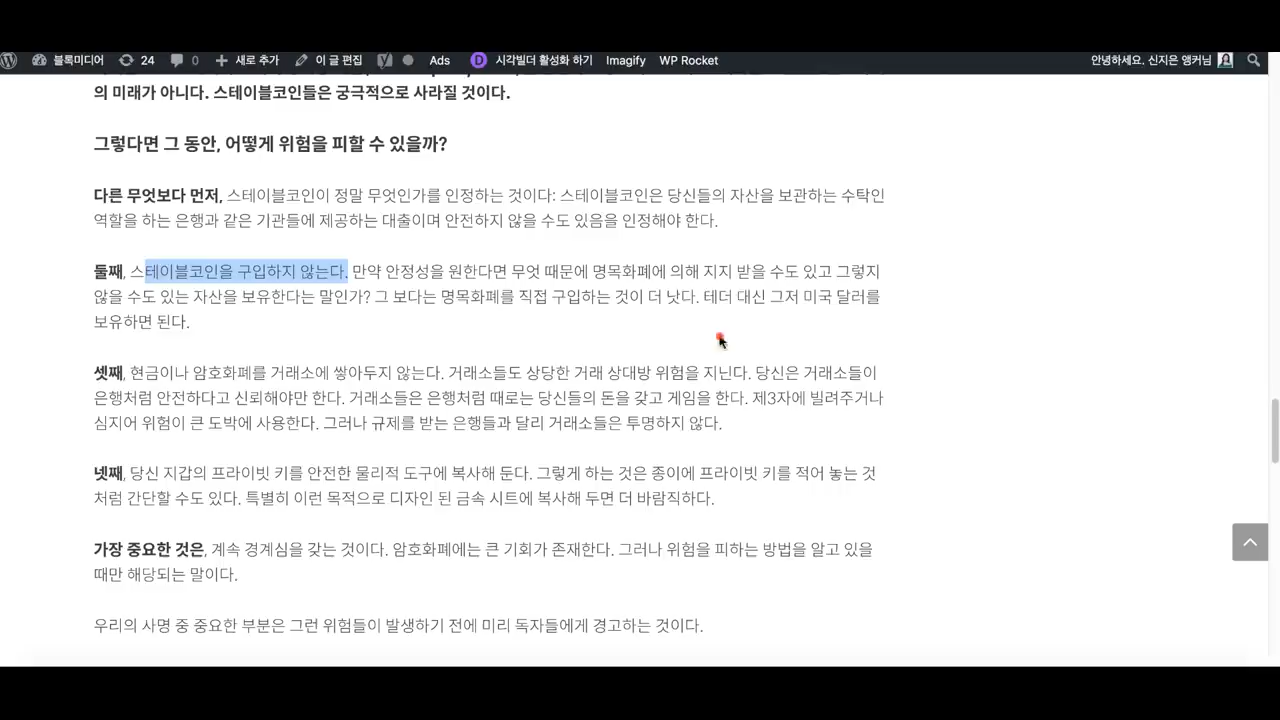 블록미디어 24 0 새로 추가 이 글 편집 Ads D 시각빌더 활성화 하기 Imagify WP Rocket 안녕하세요. 신지은 앵커님
의 미래가 아니다. 스테이블코인들은 궁극적으로 사라질 것이다.
그렇다면 그 동안, 어떻게 위험을 피할 수 있을까?
다른 무엇보다 먼저, 스테이블코인이 정말 무엇인가를 인정하는 것이다: 스테이블코인은 당신들의 자산을 보관하는 수탁인
역할을 하는 은행과 같은 기관들에 제공하는 대출이며 안전하지 않을 수도 있음을 인정해야 한다.
둘째, 스테이블코인을 구입하지 않는다. 만약 안정성을 원한다면 무엇 때문에 명목화폐에 의해 지지 받을 수도 있고 그렇지
않을 수도 있는 자산을 보유한다는 말인가? 그 보다는 명목화폐를 직접 구입하는 것이 더 낫다. 테더 대신 그저 미국 달러를
보유하면 된다.
셋째, 현금이나 암호화폐를 거래소에 쌓아두지 않는다. 거래소들도 상당한 거래 상대방 위험을 지닌다. 당신은 거래소들이
은행처럼 안전하다고 신뢰해야만 한다. 거래소들은 은행처럼 때로는 당신들의 돈을 갖고 게임을 한다. 제3자에 빌려주거나
심지어 위험이 큰 도박에 사용한다. 그러나 규제를 받는 은행들과 달리 거래소들은 투명하지 않다.
넷째, 당신 지갑의 프라이빗 키를 안전한 물리적 도구에 복사해 둔다. 그렇게 하는 것은 종이에 프라이빗 키를 적어 놓는 것
처럼 간단할 수도 있다. 특별히 이런 목적으로 디자인 된 금속 시트에 복사해 두면 더 바람직하다.
가장 중요한 것은, 계속 경계심을 갖는 것이다. 암호화폐에는 큰 기회가 존재한다. 그러나 위험을 피하는 방법을 알고 있을
때만 해당되는 말이다.
우리의 사명 중 중요한 부분은 그런 위험들이 발생하기 전에 미리 독자들에게 경고하는 것이다.